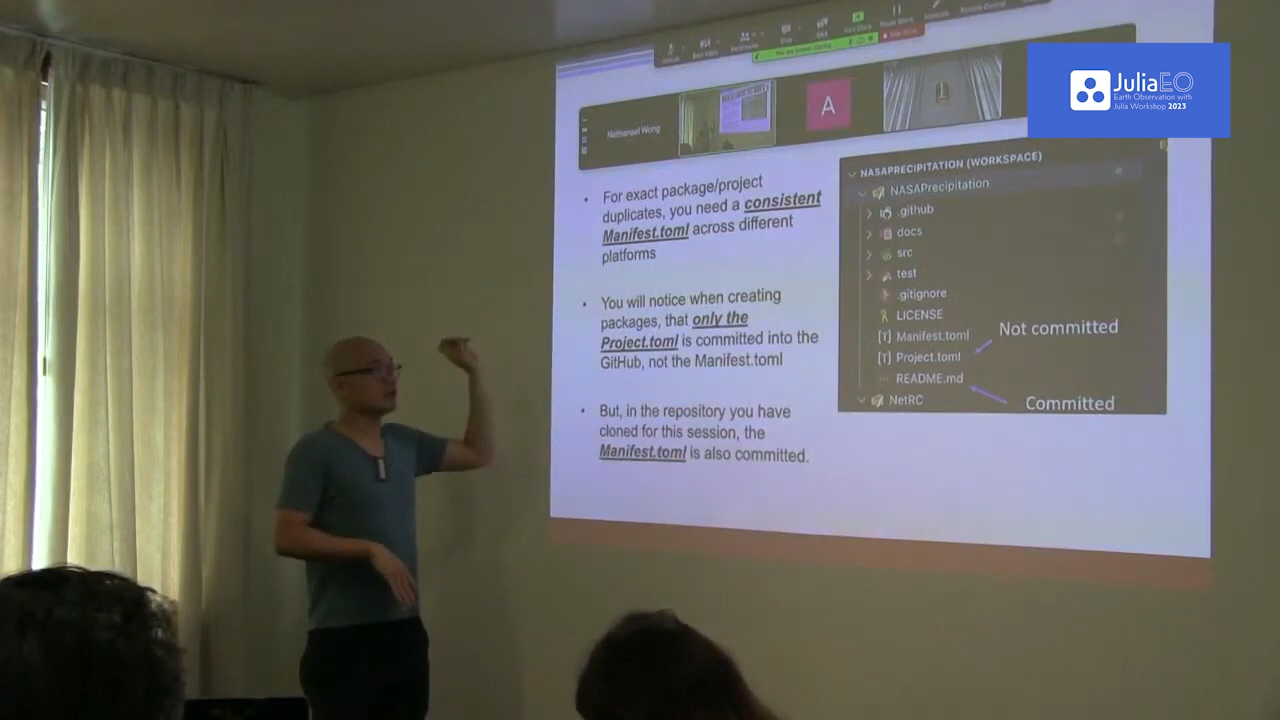 JuliaEO
Earth Observation with
Julia Workshop 2023
Nathanael Wong
A
For exact package/project
duplicates, you need a consistent
Manifest.toml across different
platforms
You will notice when creating
packages, that only the
Project.toml is committed into the
GitHub, not the Manifest.toml
But, in the repository you have
cloned for this session, the
Manifest.toml is also committed.
NASAPRECIPITATION (WORKSPACE)
NASAPrecipitation
.github
docs
src
test
.gitignore
LICENSE
Manifest.toml
Not committed
Project.toml
README.md
Committed
NetRC